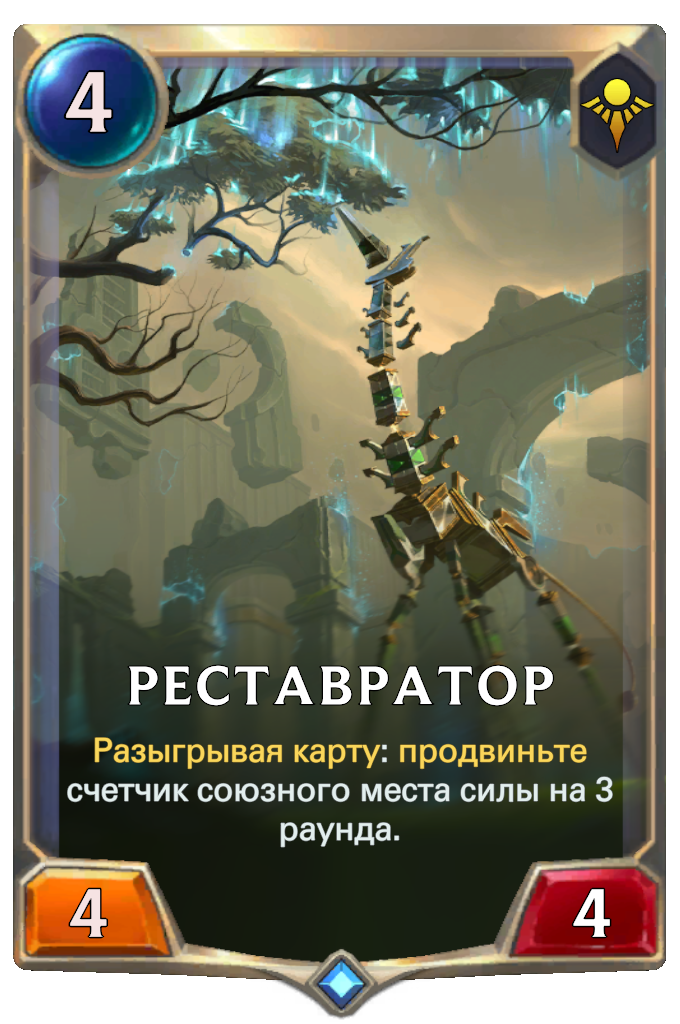 4
РЕСТАВРАТОР
Разыгрывая карту: продвиньте
счетчик союзного места силы на 3
раунда.
4
4